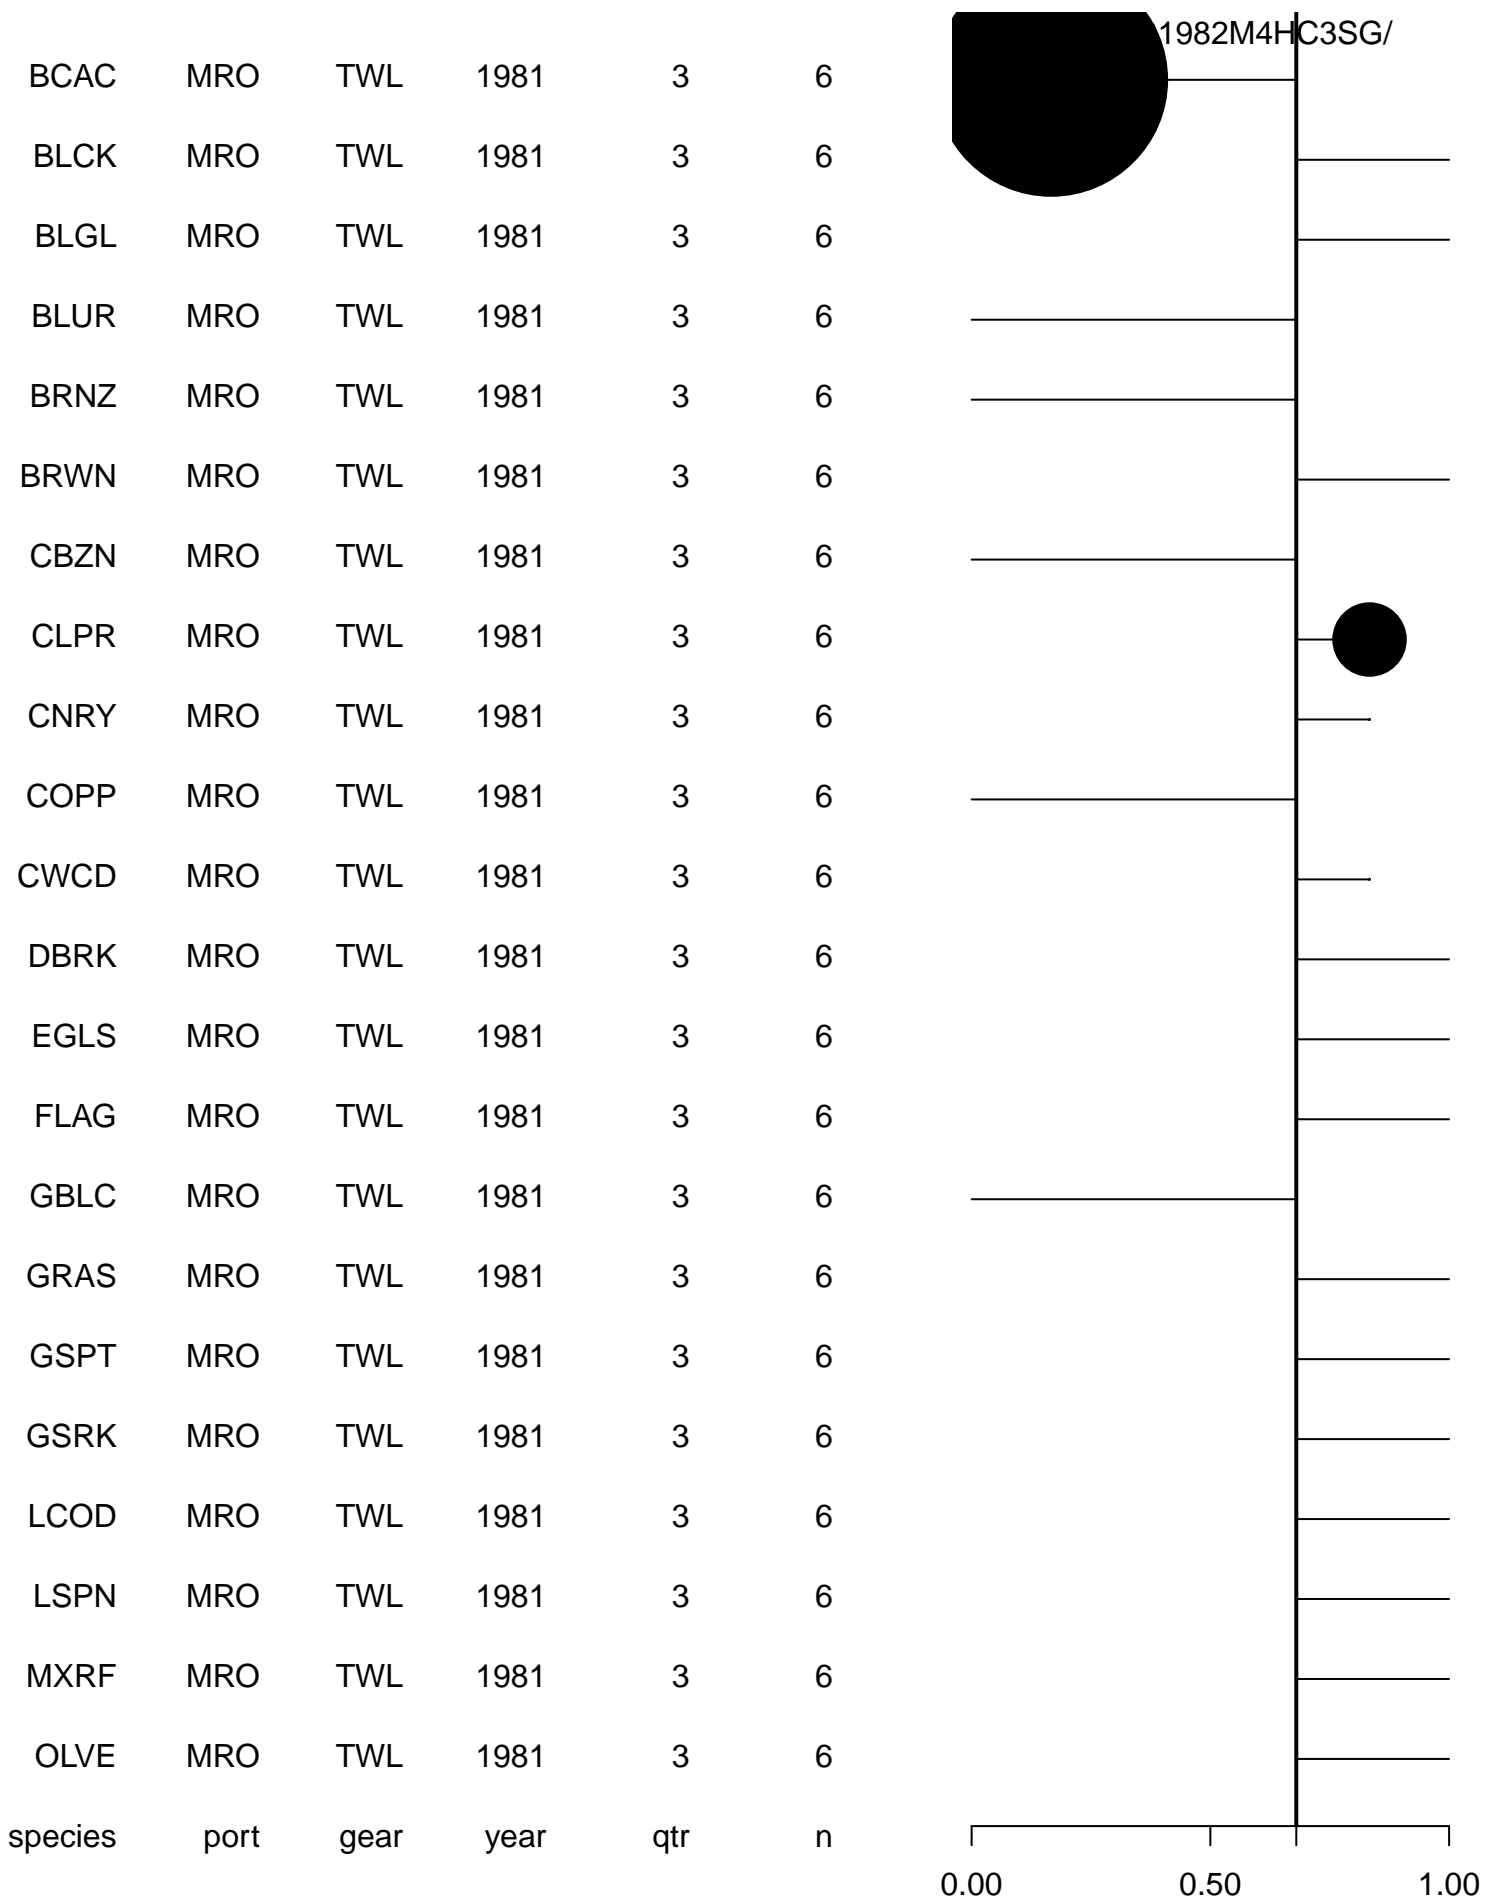 1982M4HC3SG/
BCAC MRO TWL 1981 3 6
BLCK MRO TWL 1981 3 6
BLGL MRO TWL 1981 3 6
BLUR MRO TWL 1981 3 6
BRNZ MRO TWL 1981 3 6
BRWN MRO TWL 1981 3 6
CBZN MRO TWL 1981 3 6
CLPR MRO TWL 1981 3 6
CNRY MRO TWL 1981 3 6
COPP MRO TWL 1981 3 6
CWCD MRO TWL 1981 3 6
DBRK MRO TWL 1981 3 6
EGLS MRO TWL 1981 3 6
FLAG MRO TWL 1981 3 6
GBLC MRO TWL 1981 3 6
GRAS MRO TWL 1981 3 6
GSPT MRO TWL 1981 3 6
GSRK MRO TWL 1981 3 6
LCOD MRO TWL 1981 3 6
LSPN MRO TWL 1981 3 6
MXRF MRO TWL 1981 3 6
OLVE MRO TWL 1981 3 6
species port gear year qtr n
0.00 0.50 1.00